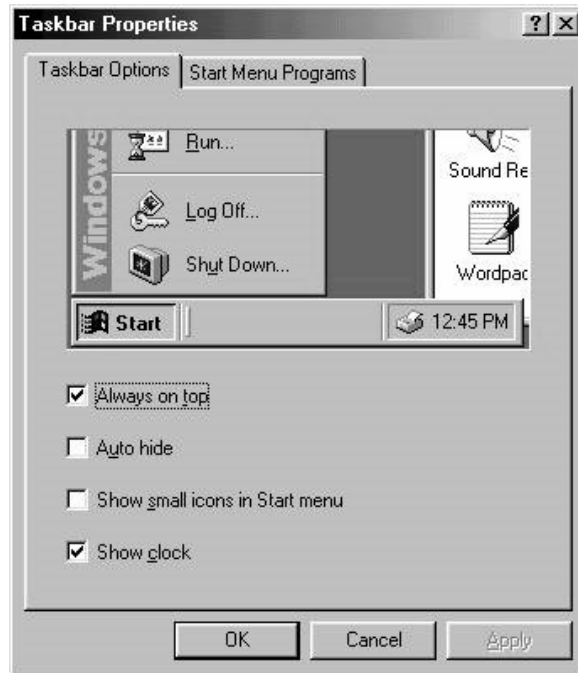 Taskbar Properties
Taskbar Options
Start Menu Programs
Windows
Run...
Log Off...
Shut Down...
Sound Re
Wordpad
Start
12:45 PM
Always on top
Auto hide
Show small icons in Start menu
Show clock
OK
Cancel
Apply